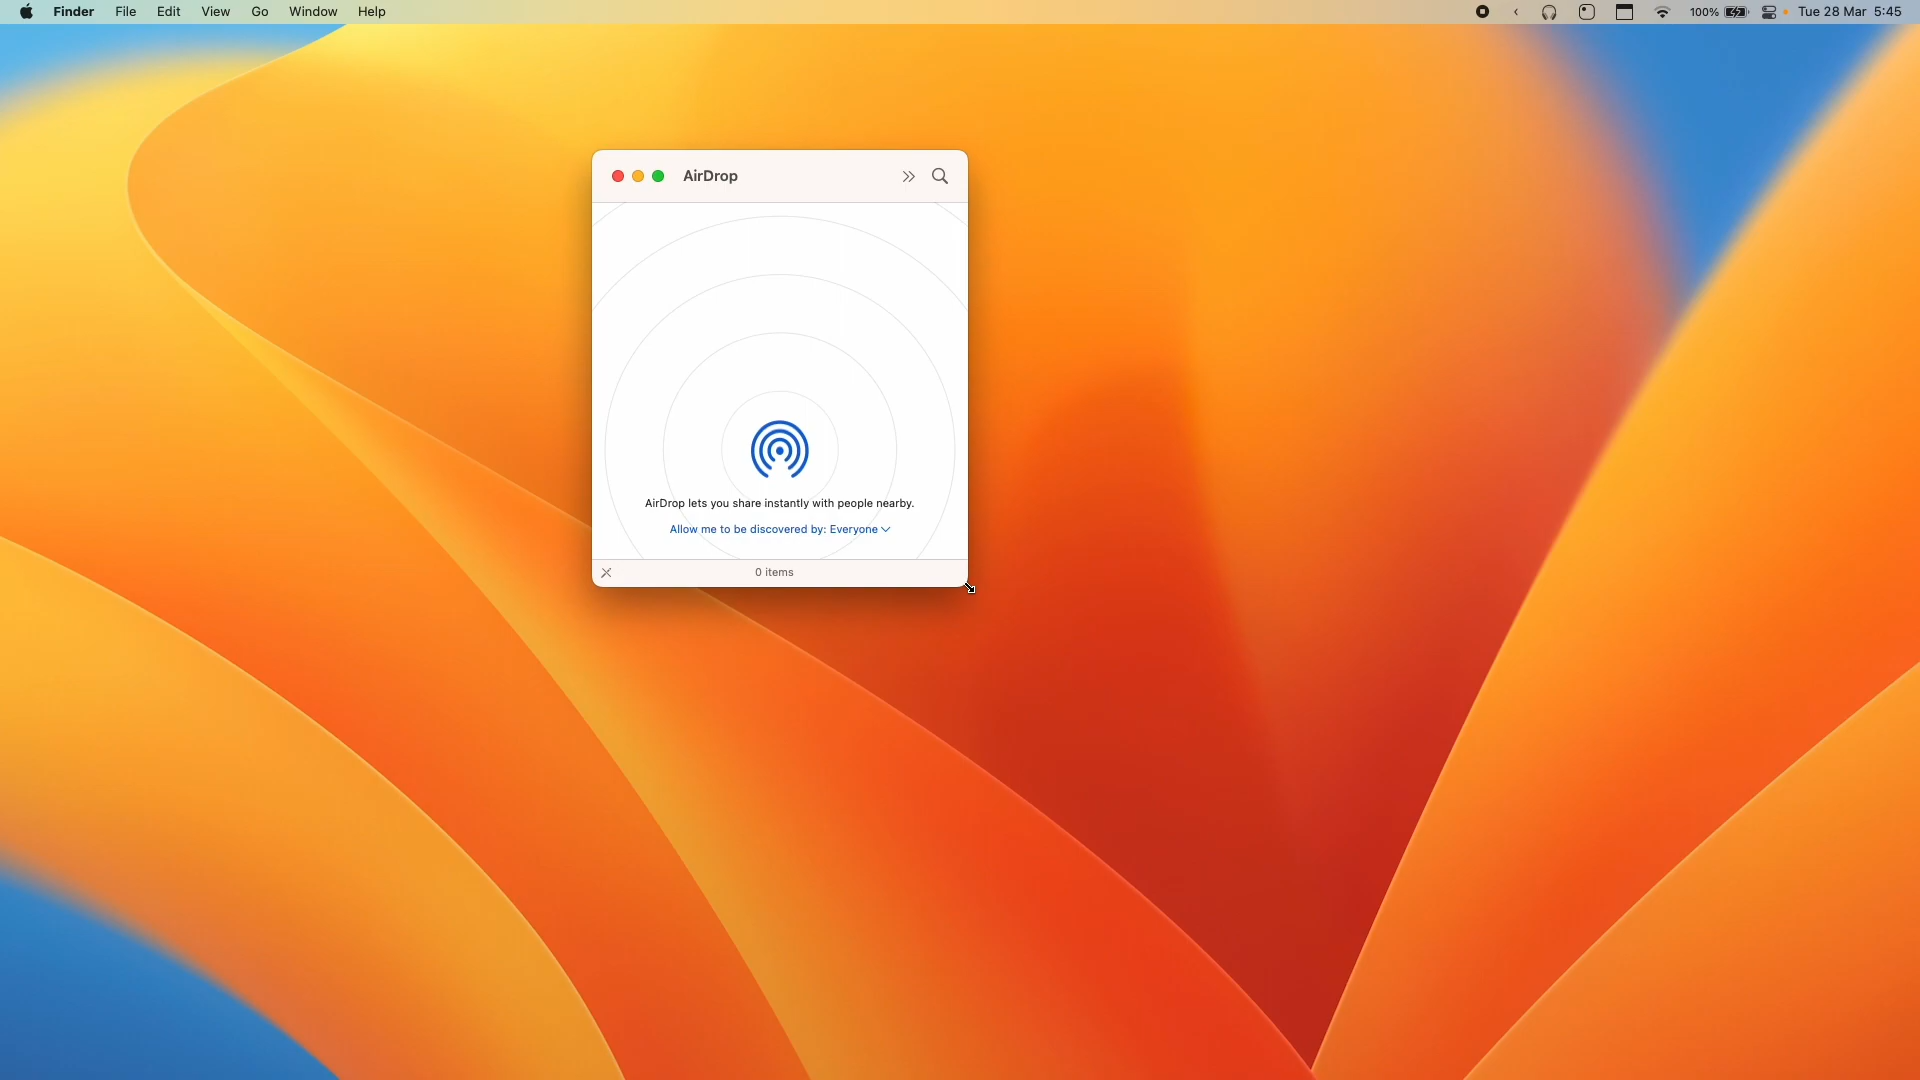 Finder File Edit View Go Window Help 100% Tue 28 Mar 5:45
AirDrop
AirDrop lets you share instantly with people nearby.
Allow me to be discovered by: Everyone
0 items